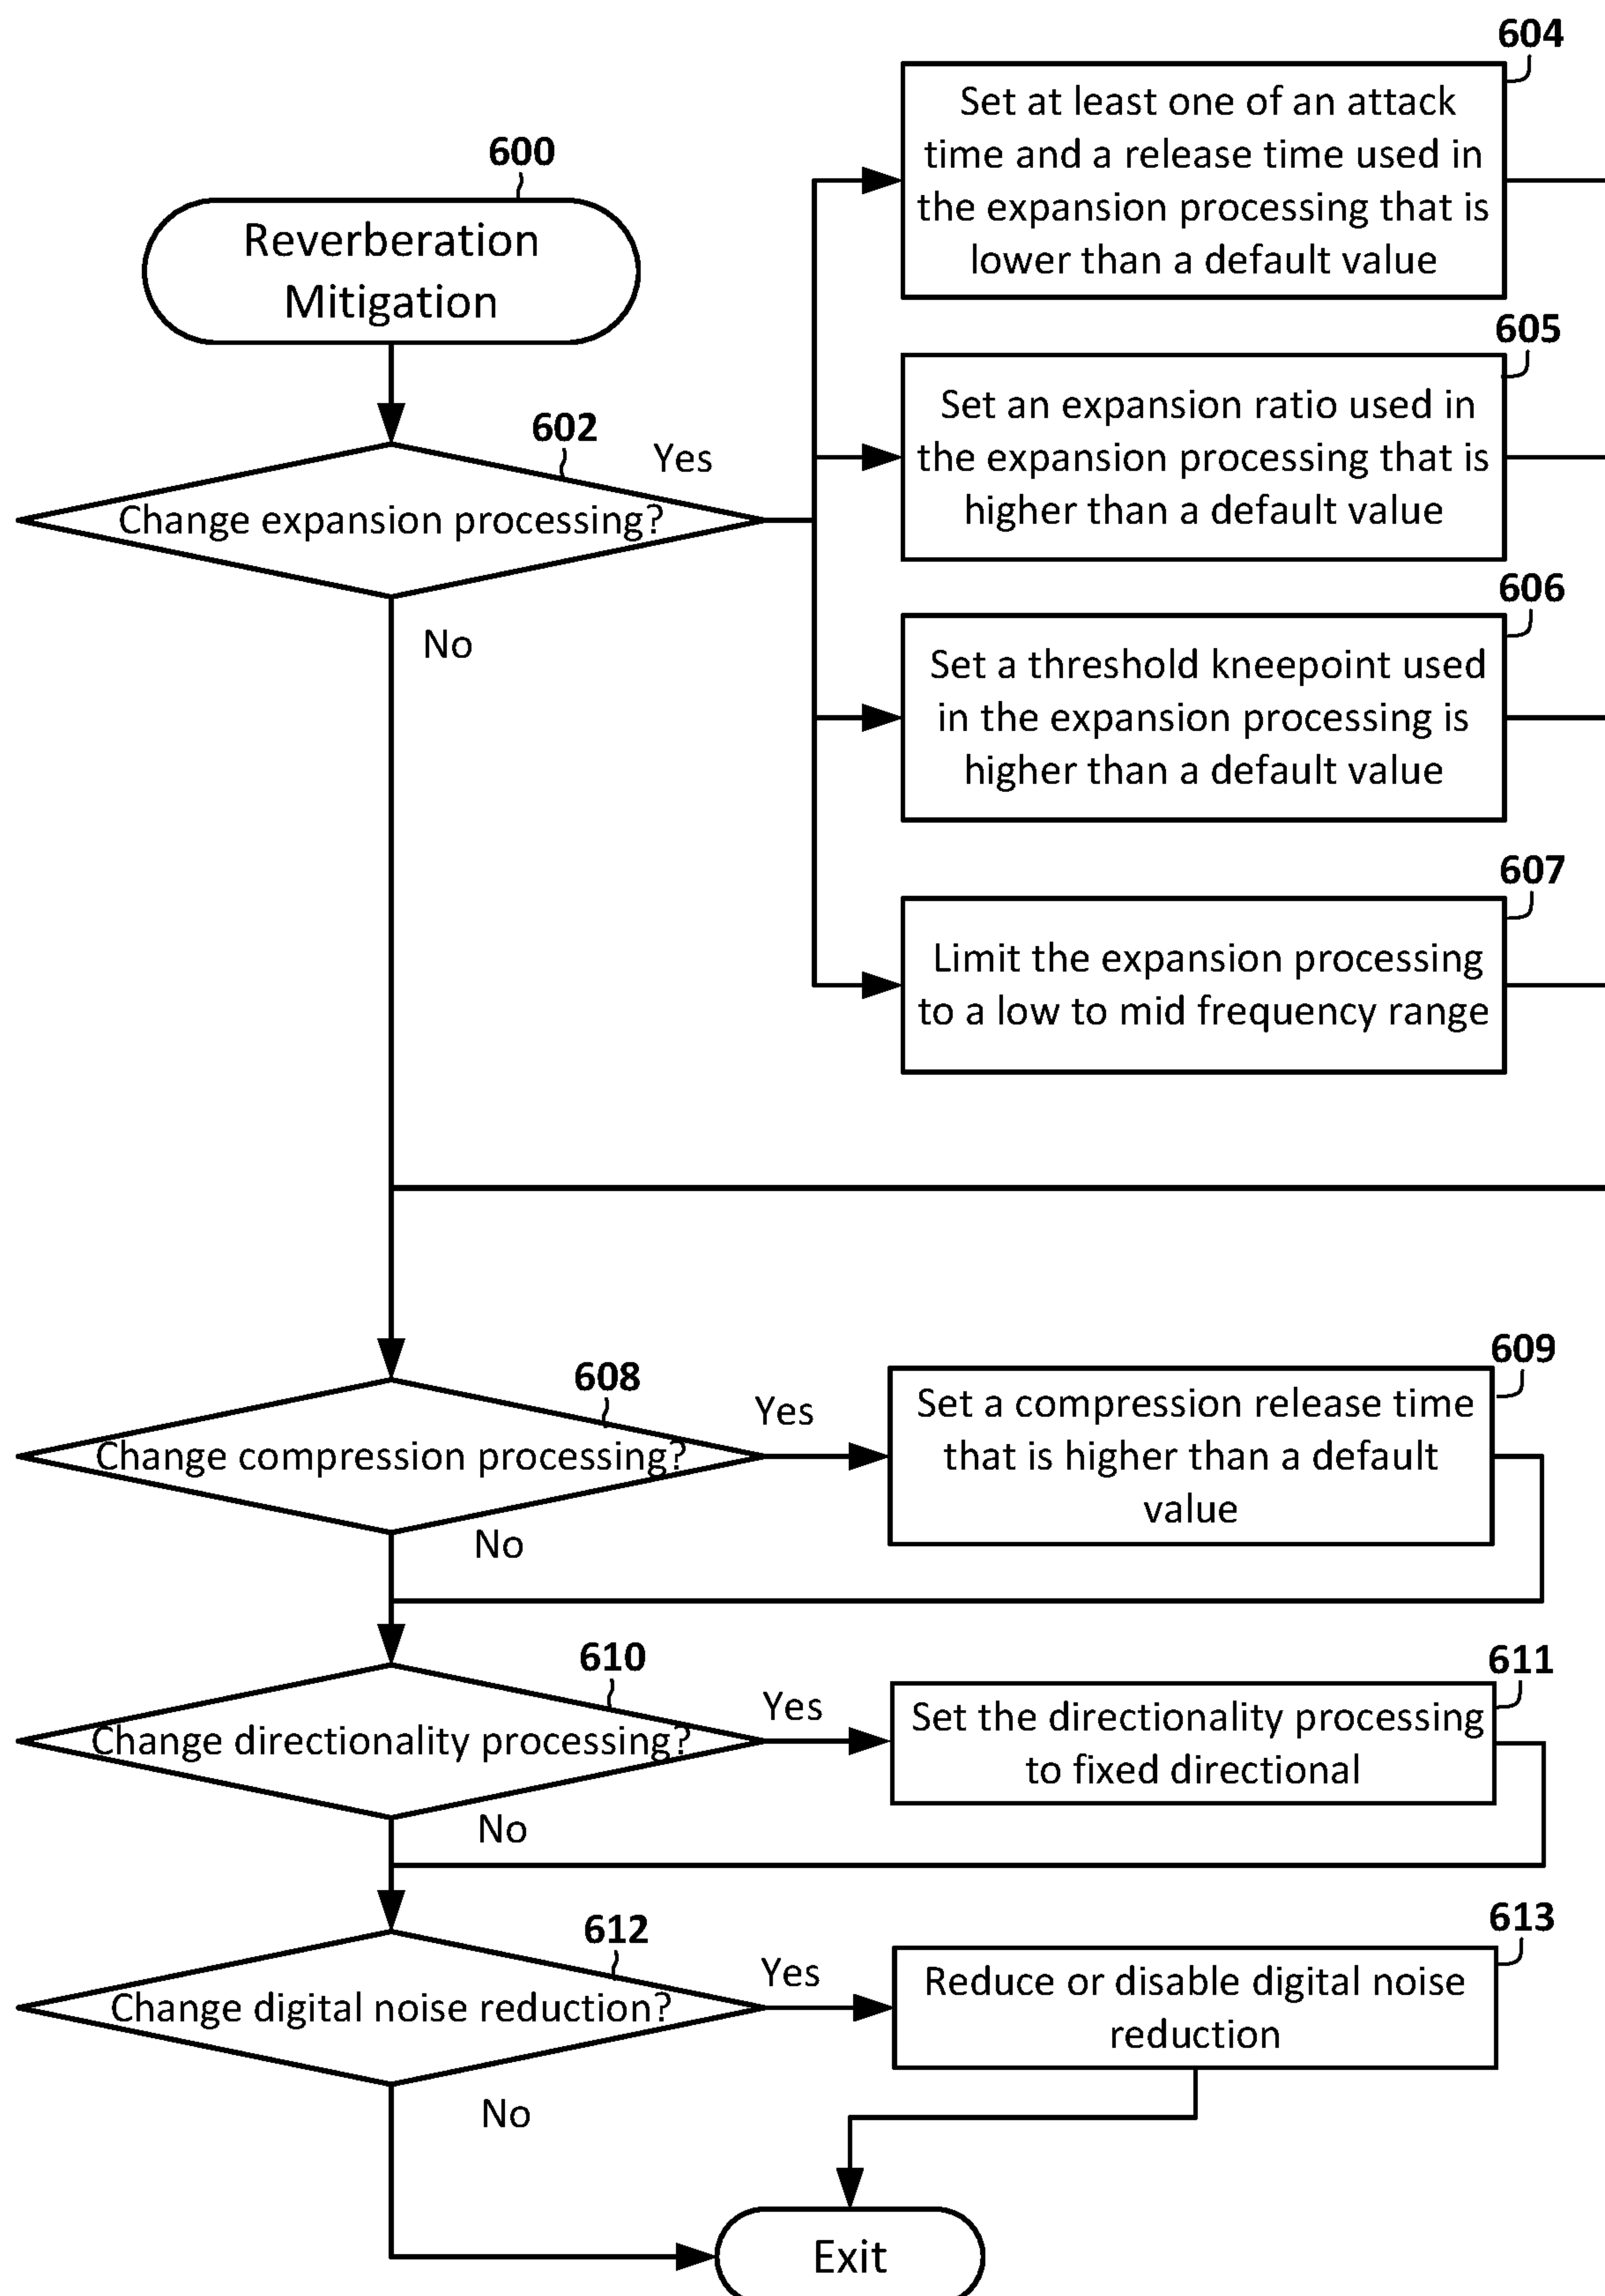 600
Reverberation
Mitigation
602
Change expansion processing?
Yes
No
604
Set at least one of an attack
time and a release time used in
the expansion processing that is
lower than a default value
605
Set an expansion ratio used in
the expansion processing that is
higher than a default value
606
Set a threshold kneepoint used
in the expansion processing is
higher than a default value
607
Limit the expansion processing
to a low to mid frequency range
608
Change compression processing?
Yes
No
609
Set a compression release time
that is higher than a default
value
610
Change directionality processing?
Yes
No
611
Set the directionality processing
to fixed directional
612
Change digital noise reduction?
Yes
No
613
Reduce or disable digital noise
reduction
Exit